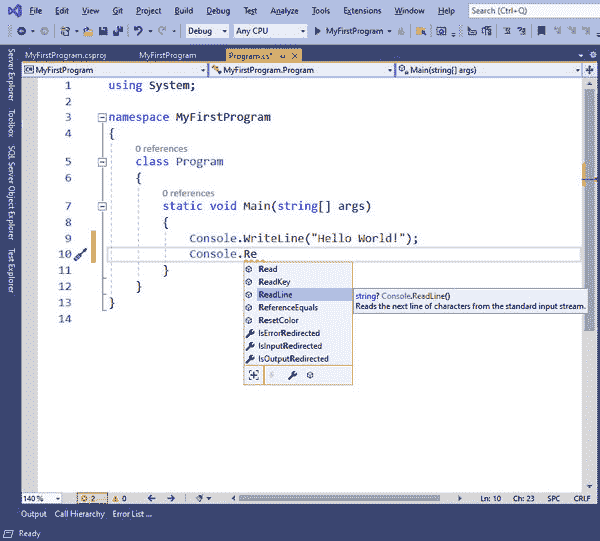 File Edit View Git Project Build Debug Test Analyze Tools Extensions Window Help Search (Ctrl+Q)
Debug Any CPU MyFirstProgram
Server Explorer
Toolbox
SQL Server Object Explorer
Test Explorer
MyFirstProgram.csproj MyFirstProgram Program.cs*
MyFirstProgram MyFirstProgram.Program Main(string[] args)
1 using System;
2
3 namespace MyFirstProgram
4 {
0 references
5 class Program
6 {
0 references
7 static void Main(string[] args)
8 {
9 Console.WriteLine("Hello World!");
10 Console.Re
11 }
12 }
13 }
14
Read
ReadKey
ReadLine
ReferenceEquals
ResetColor
IsErrorRedirected
IsInputRedirected
IsOutputRedirected
string? Console.ReadLine()
Reads the next line of characters from the standard input stream.
140 % 2 0 Ln: 10 Ch: 23 SPC CRLF
Output Call Hierarchy Error List ...
Ready